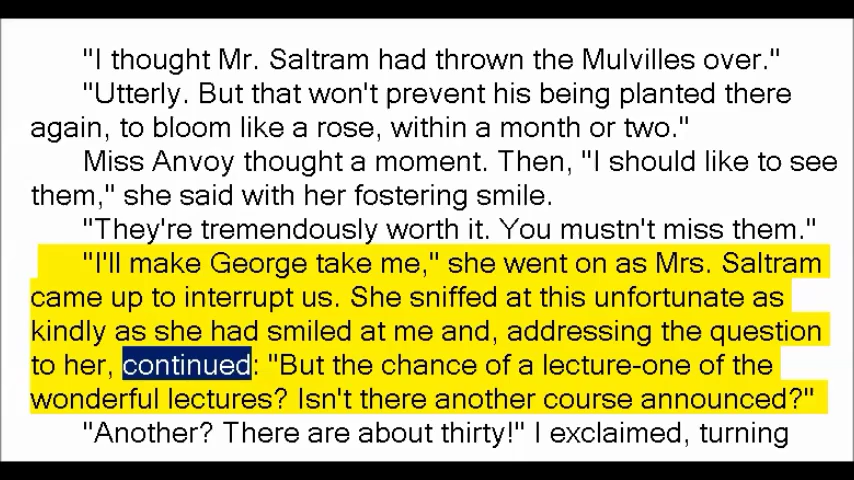 "I thought Mr. Saltram had thrown the Mulvilles over."
"Utterly. But that won't prevent his being planted there
again, to bloom like a rose, within a month or two."
Miss Anvoy thought a moment. Then, "I should like to see
them," she said with her fostering smile.
"They're tremendously worth it. You mustn't miss them."
"I'll make George take me," she went on as Mrs. Saltram
came up to interrupt us. She sniffed at this unfortunate as
kindly as she had smiled at me and, addressing the question
to her, continued: "But the chance of a lecture-one of the
wonderful lectures? Isn't there another course announced?"
"Another? There are about thirty!" I exclaimed, turning